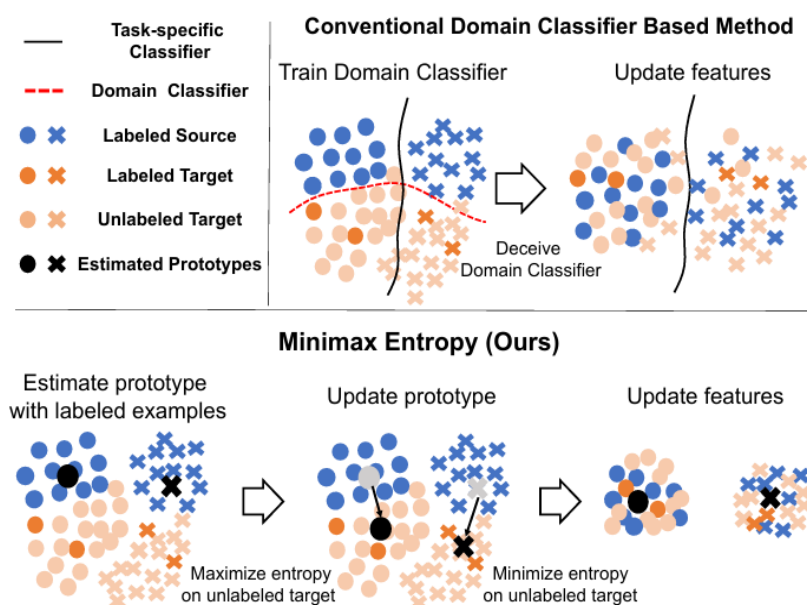 Task-specific
Classifier
Domain Classifier
Labeled Source
Labeled Target
Unlabeled Target
Estimated Prototypes
Conventional Domain Classifier Based Method
Train Domain Classifier
Update features
Deceive
Domain Classifier
Minimax Entropy (Ours)
Estimate prototype
with labeled examples
Update prototype
Update features
Maximize entropy
on unlabeled target
Minimize entropy
on unlabeled target